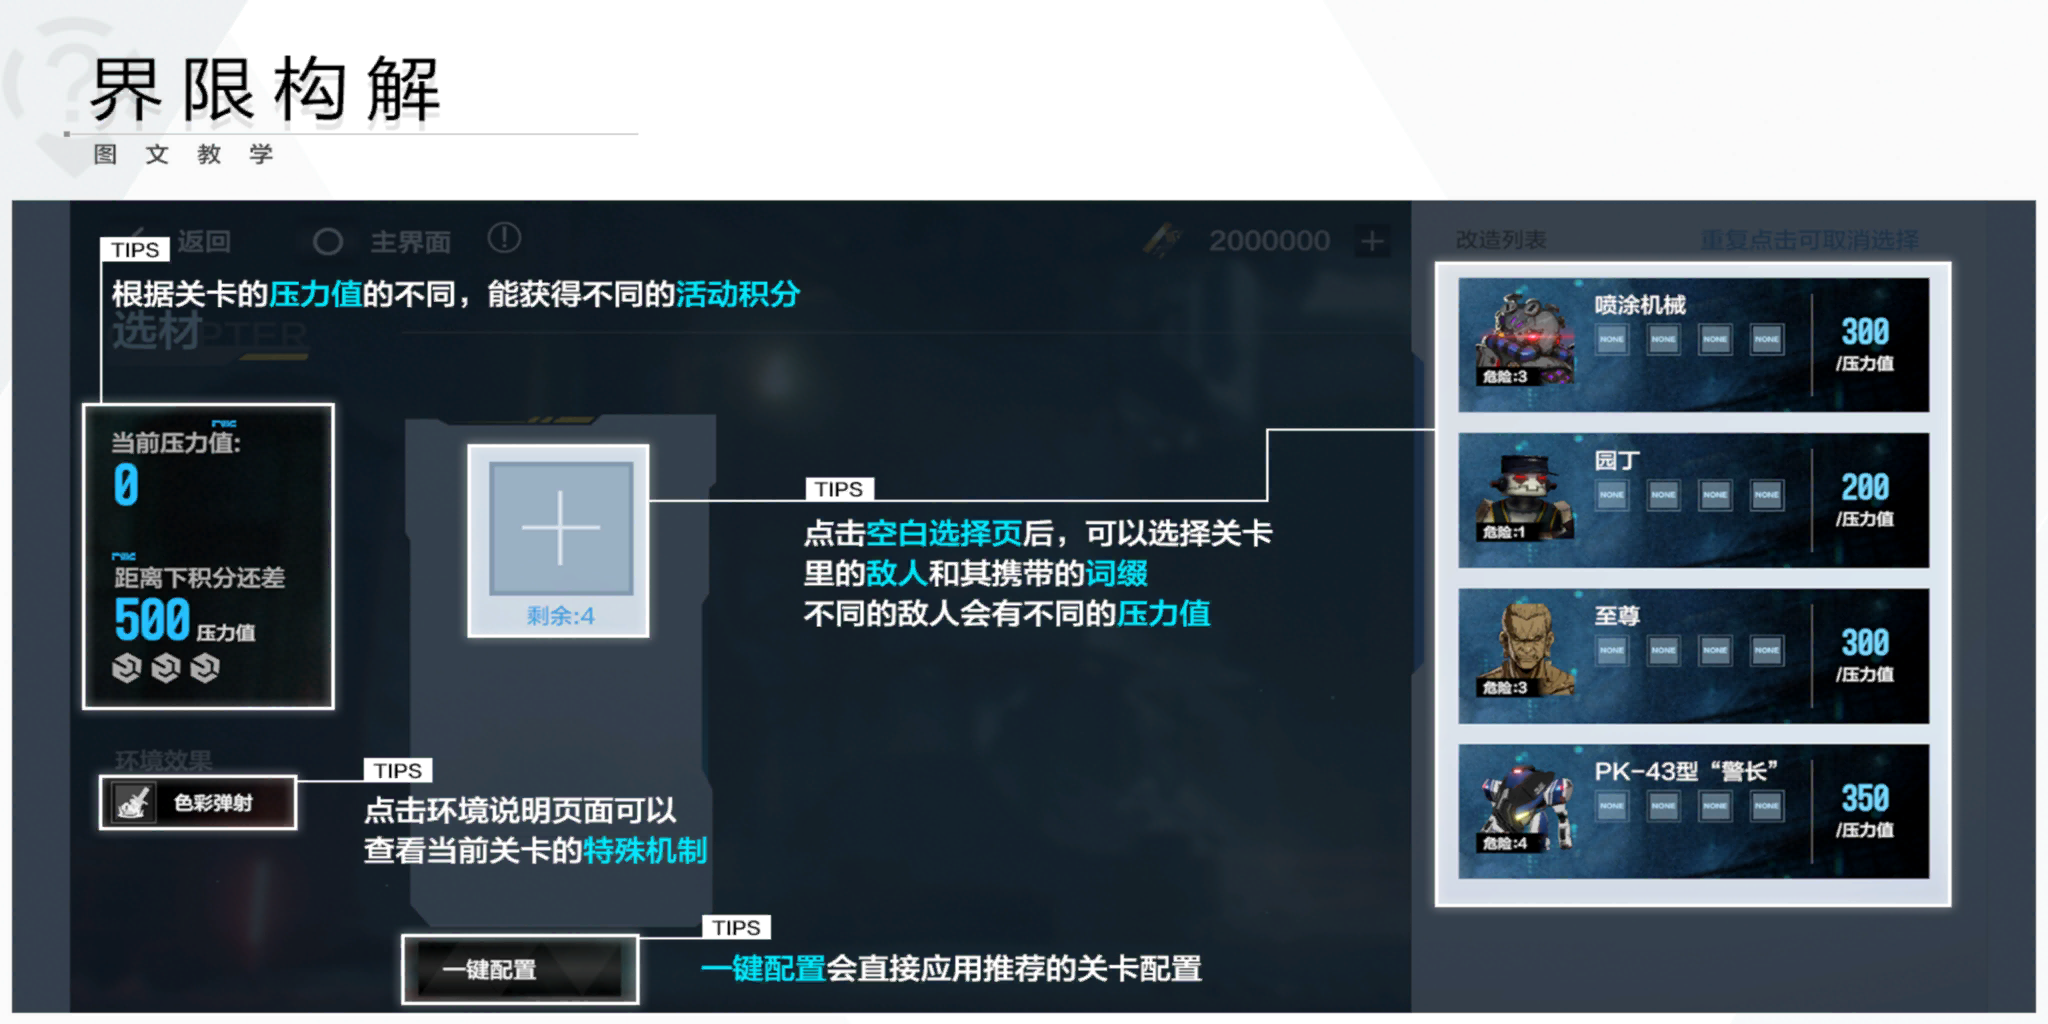 界限构解
图文教学
返回
主界面
2000000
改造列表
重复点击可取消选择
TIPS
根据关卡的压力值的不同，能获得不同的活动积分
选材
当前压力值:
0
距离下积分还差
500 压力值
环境效果
色彩弹射
TIPS
点击环境说明页面可以
查看当前关卡的特殊机制
剩余:4
TIPS
点击空白选择页后，可以选择关卡
里的敌人和其携带的词缀
不同的敌人会有不同的压力值
一键配置
TIPS
一键配置会直接应用推荐的关卡配置
喷涂机械
NONE NONE NONE NONE
危险:3
300
/压力值
园丁
NONE NONE NONE NONE
危险:1
200
/压力值
至尊
NONE NONE NONE NONE
危险:3
300
/压力值
PK-43型“警长”
NONE NONE NONE NONE
危险:4
350
/压力值